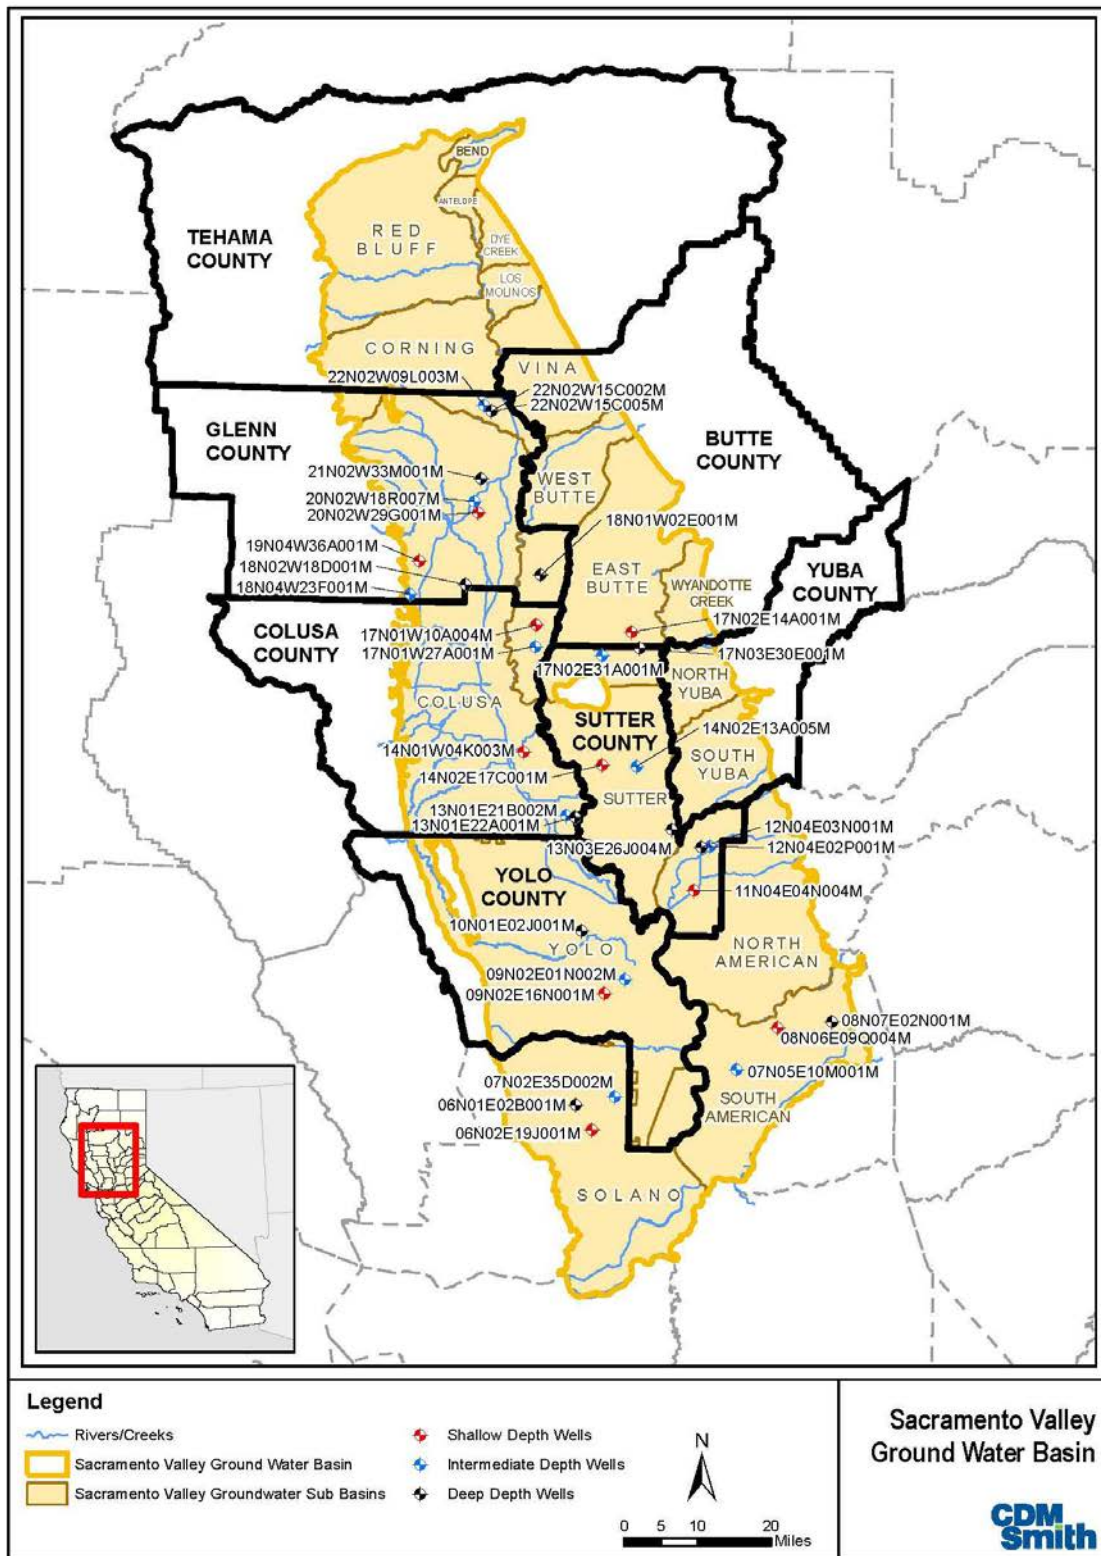 BEND
ANTELOPE
RED
BLUFF
TEHAMA
COUNTY
DYE
CREEK
LOS
MOLINOS
CORNING
VINA
22N02W09L003M
22N02W15C002M
22N02W15C005M
GLENN
COUNTY
BUTTE
COUNTY
21N02W33M001M
WEST
BUTTE
20N02W18R007M
20N02W29G001M
18N01W02E001M
19N04W36A001M
18N02W18D001M
18N04W23F001M
EAST
BUTTE
WYANDOTTE
CREEK
YUBA
COUNTY
COLUSA
COUNTY
17N01W10A004M
17N02E14A001M
17N01W27A001M
17N03E30E001M
17N02E31A001M
NORTH
YUBA
COLUSA
SUTTER
COUNTY
14N02E13A005M
14N01W04K003M
SOUTH
YUBA
14N02E17C001M
SUTTER
13N01E21B002M
13N01E22A001M
12N04E03N001M
13N03E26J004M
12N04E02P001M
YOLO
COUNTY
11N04E04N004M
10N01E02J001M
YOLO
NORTH
AMERICAN
09N02E01N002M
09N02E16N001M
08N07E02N001M
08N06E09Q004M
07N05E10M001M
07N02E35D002M
SOUTH
AMERICAN
06N01E02B001M
06N02E19J001M
SOLANO
Legend
Rivers/Creeks
Sacramento Valley Ground Water Basin
Sacramento Valley Groundwater Sub Basins
Shallow Depth Wells
Intermediate Depth Wells
Deep Depth Wells
N
0 5 10 20
Miles
Sacramento Valley
Ground Water Basin
CDM
Smith